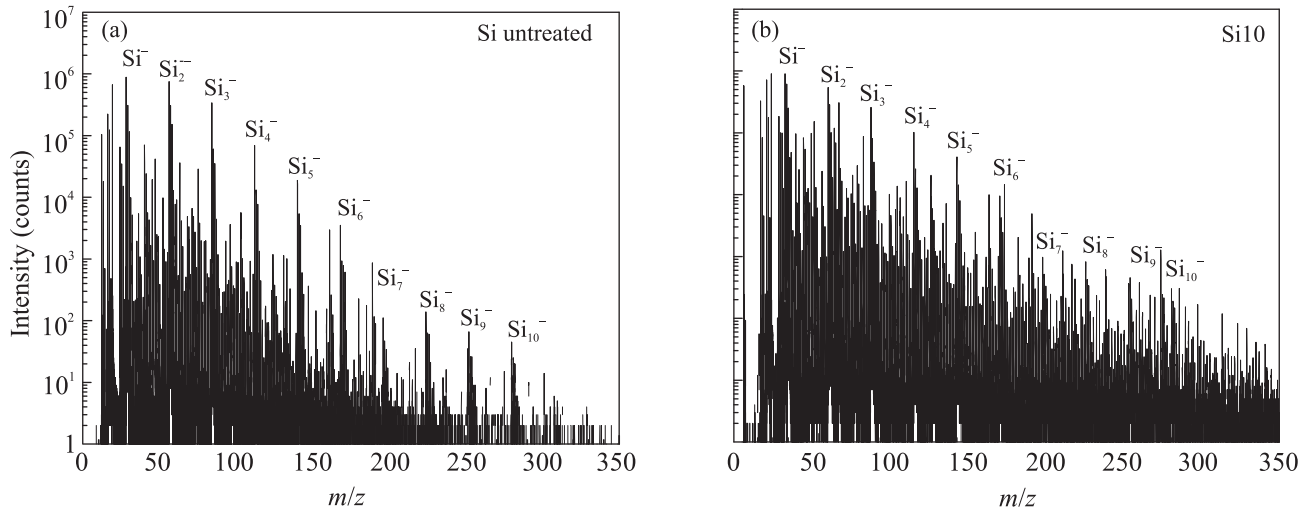 (a)
Si untreated
Intensity (counts)
10⁷
10⁶
10⁵
10⁴
10³
10²
10¹
1
Si⁻
Si₂⁻
Si₃⁻
Si₄⁻
Si₅⁻
Si₆⁻
Si₇⁻
Si₈⁻
Si₉⁻
Si₁₀⁻
0 50 100 150 200 250 300 350
m/z
(b)
Si10
Si⁻
Si₂⁻
Si₃⁻
Si₄⁻
Si₅⁻
Si₆⁻
Si₇⁻
Si₈⁻
Si₉⁻
Si₁₀⁻
0 50 100 150 200 250 300 350
m/z